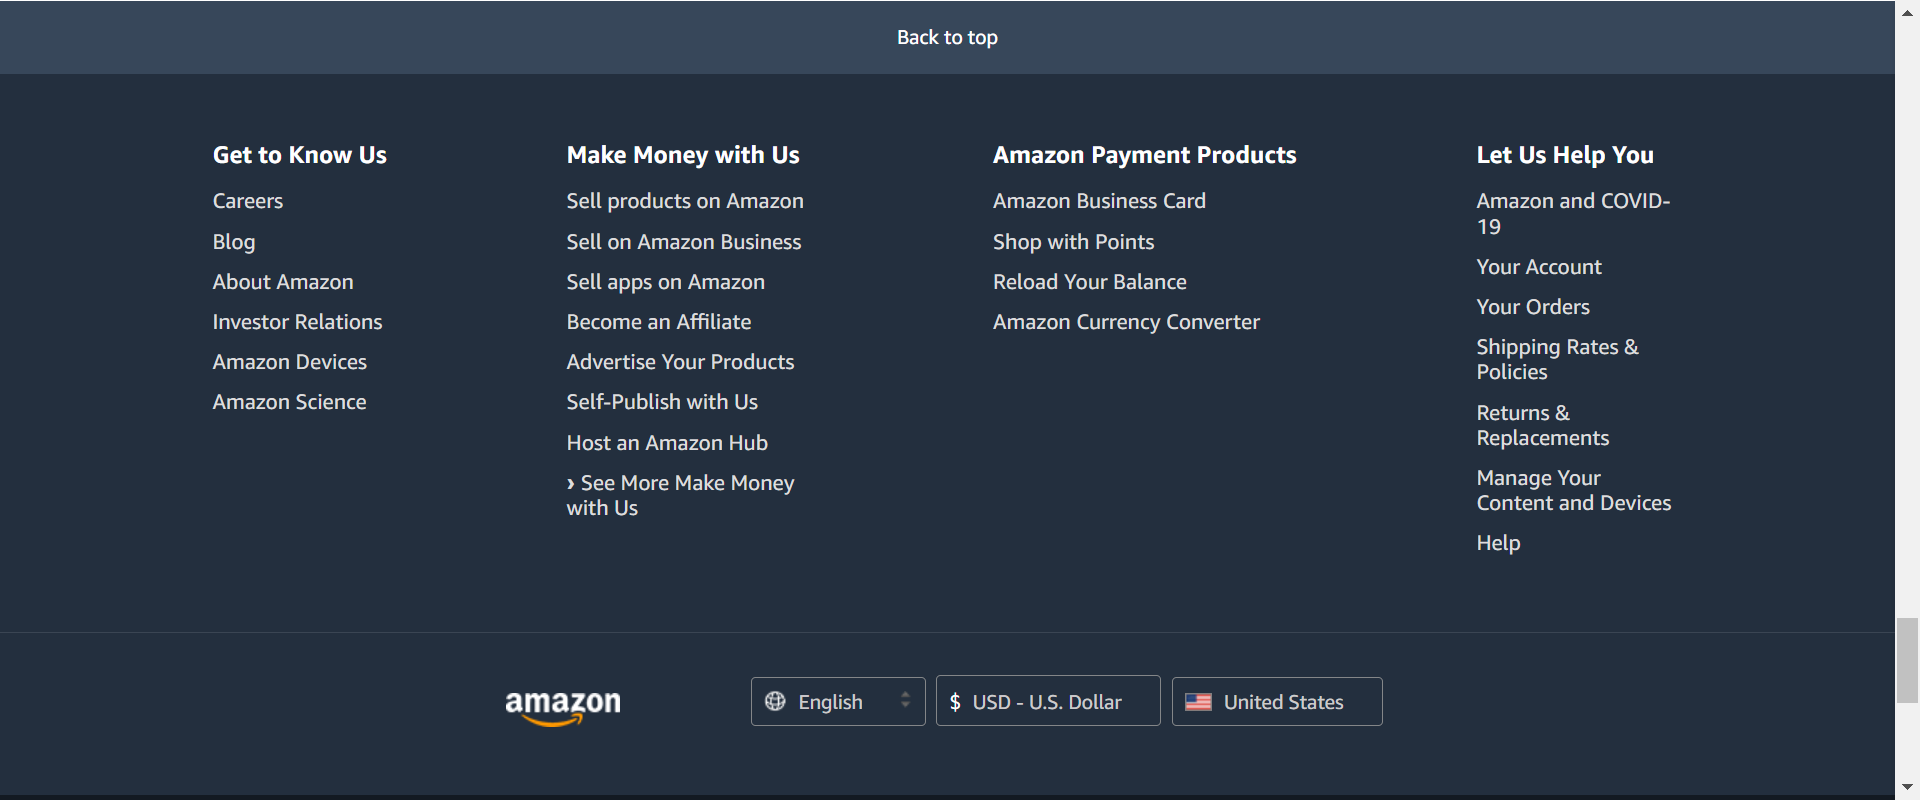 Back to top
Get to Know Us
Careers
Blog
About Amazon
Investor Relations
Amazon Devices
Amazon Science
Make Money with Us
Sell products on Amazon
Sell on Amazon Business
Sell apps on Amazon
Become an Affiliate
Advertise Your Products
Self-Publish with Us
Host an Amazon Hub
› See More Make Money
with Us
Amazon Payment Products
Amazon Business Card
Shop with Points
Reload Your Balance
Amazon Currency Converter
Let Us Help You
Amazon and COVID-
19
Your Account
Your Orders
Shipping Rates &
Policies
Returns &
Replacements
Manage Your
Content and Devices
Help
amazon
English
$ USD - U.S. Dollar
United States